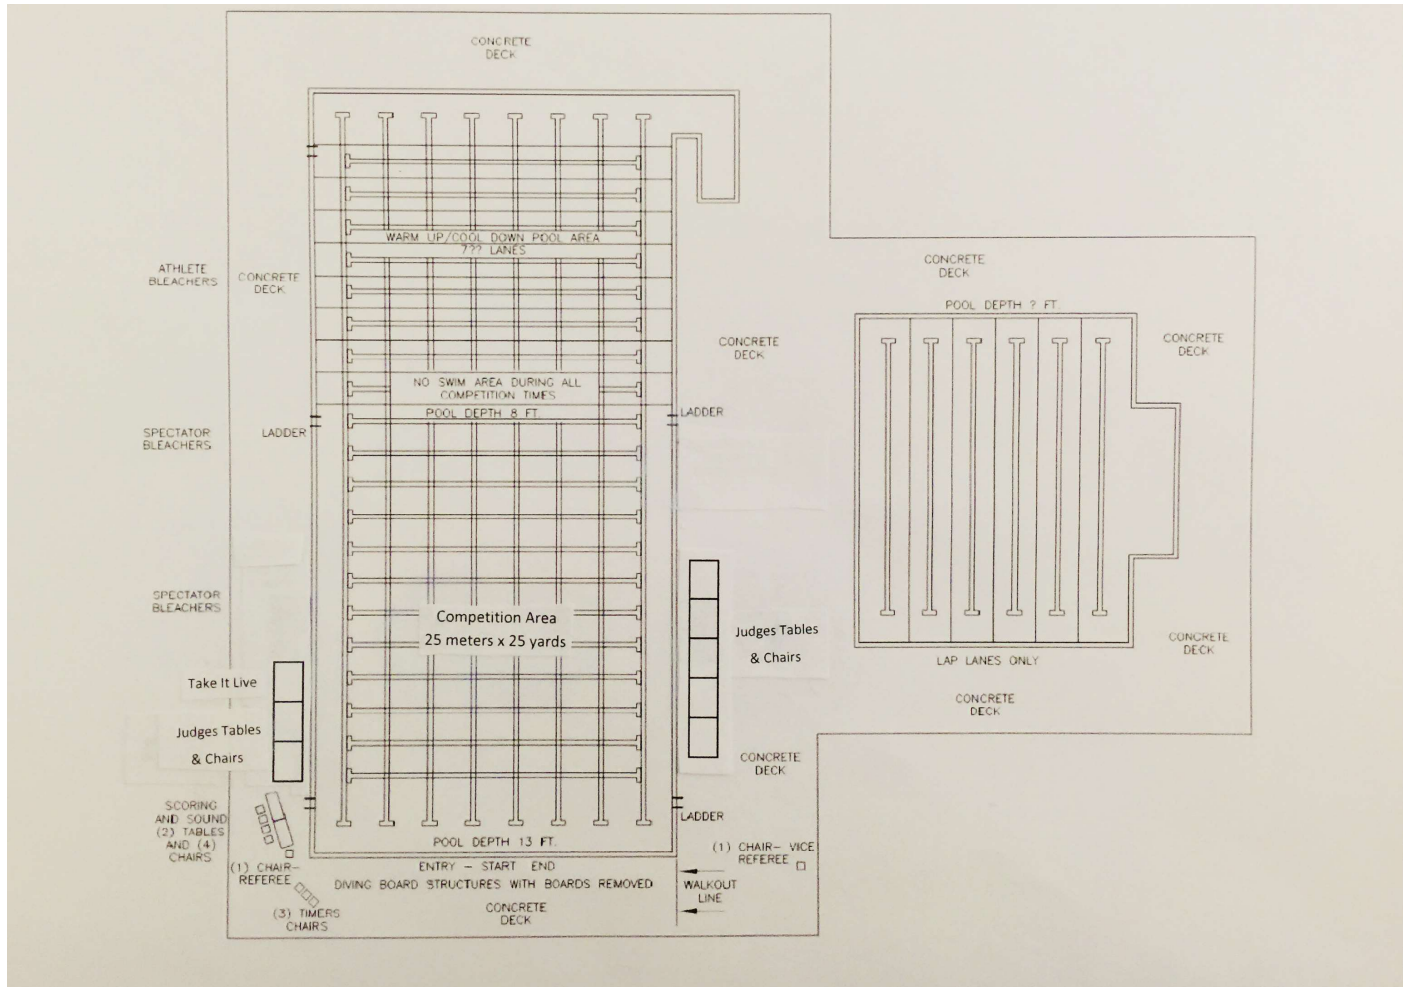 CONCRETE
DECK
WARM UP/COOL DOWN POOL AREA
7?? LANES
ATHLETE
BLEACHERS
CONCRETE
DECK
CONCRETE
DECK
POOL DEPTH ? FT.
CONCRETE
DECK
CONCRETE
DECK
NO SWIM AREA DURING ALL
COMPETITION TIMES
POOL DEPTH 8 FT.
LADDER
SPECTATOR
BLEACHERS
LADDER
SPECTATOR
BLEACHERS
Competition Area
25 meters x 25 yards
Judges Tables
& Chairs
CONCRETE
DECK
LAP LANES ONLY
CONCRETE
DECK
Take It Live
Judges Tables
& Chairs
CONCRETE
DECK
SCORING
AND SOUND
(2) TABLES
AND (4)
CHAIRS
LADDER
POOL DEPTH 13 FT.
(1) CHAIR- VICE
REFEREE
(1) CHAIR-
REFEREE
ENTRY - START END
DIVING BOARD STRUCTURES WITH BOARDS REMOVED
WALKOUT
LINE
(3) TIMERS
CHAIRS
CONCRETE
DECK